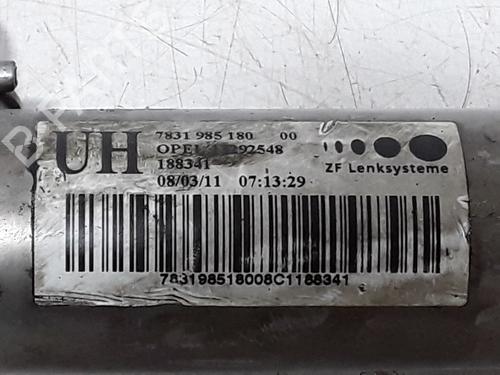 UH
7831 985 180 00
OPEL
188341
08/03/11 07:13:29
ZF Lenksysteme
783198518008C1188341